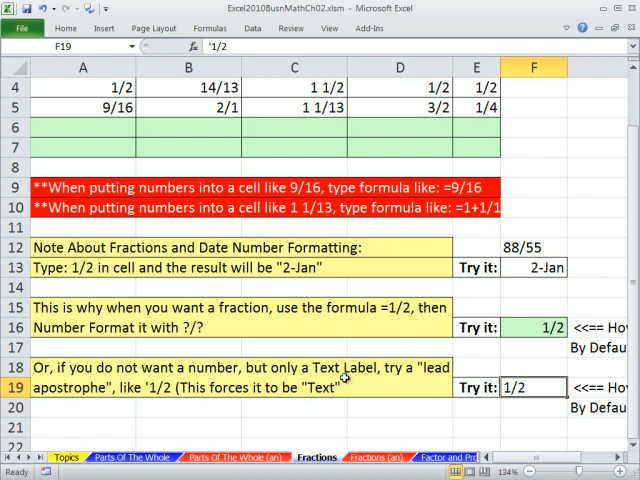 Excel2010BusnMathCh02.xlsm - Microsoft Excel
File Home Insert Page Layout Formulas Data Review View Add-Ins
F19 fx '1/2
A B C D E F
4 1/2 14/13 1 1/2 1/2 1/2
5 9/16 2/1 1 1/13 3/2 1/4
6
7
8
9 **When putting numbers into a cell like 9/16, type formula like: =9/16
10 **When putting numbers into a cell like 1 1/13, type formula like: =1+1/1
11
12 Note About Fractions and Date Number Formatting: 88/55
13 Type: 1/2 in cell and the result will be "2-Jan" Try it: 2-Jan
14
15 This is why when you want a fraction, use the formula =1/2, then
16 Number Format it with ?/? Try it: 1/2 <<== Hov
17 By Defau
18 Or, if you do not want a number, but only a Text Label, try a "lead
19 apostrophe", like '1/2 (This forces it to be "Text" Try it: 1/2 <<== Hov
20 By Defau
21
22
Topics Parts Of The Whole Parts Of The Whole (an) Fractions Fractions (an) Factor and Pro
Ready 134%